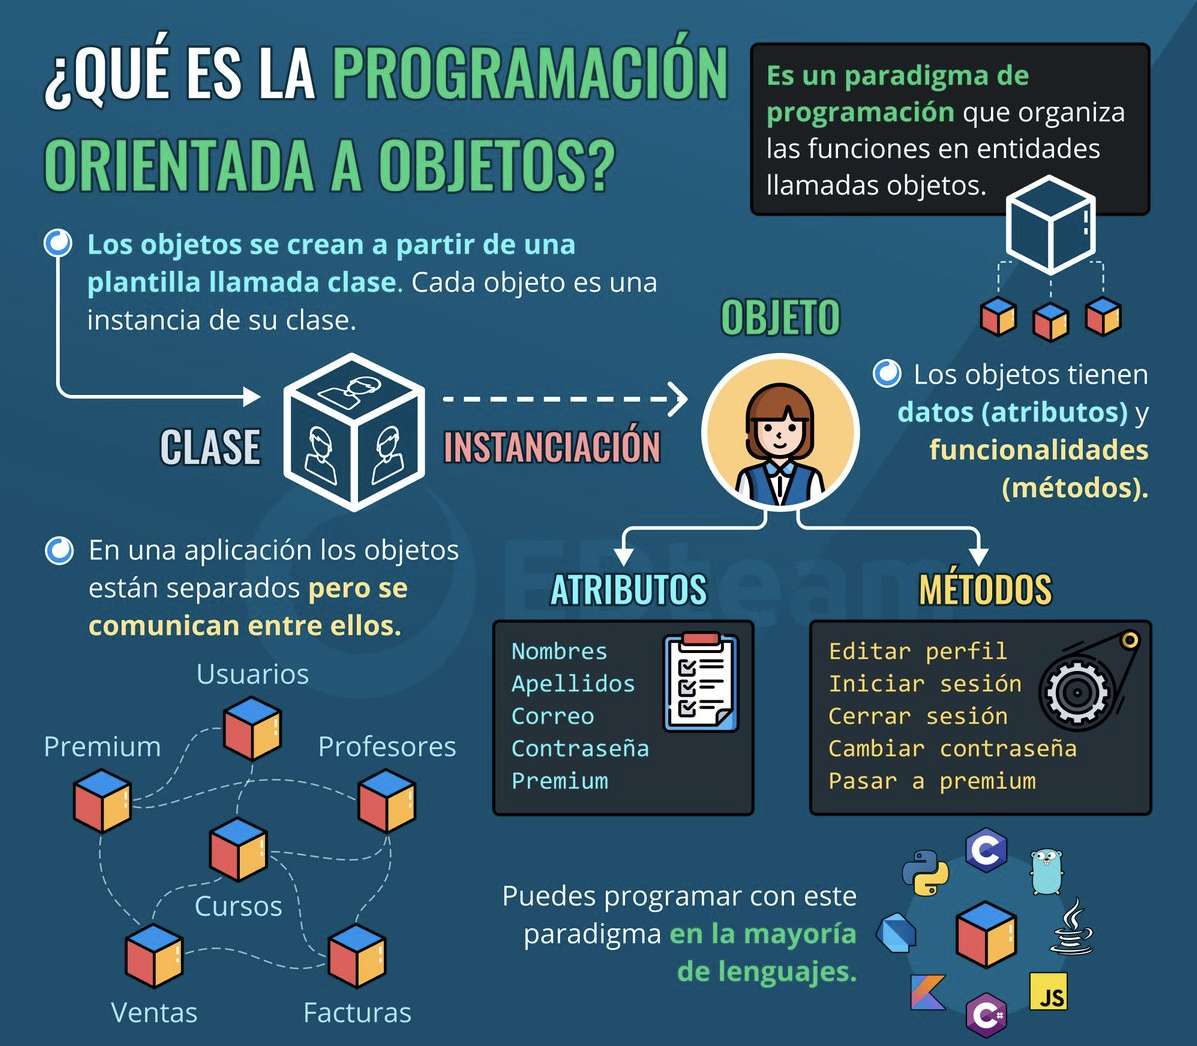 ¿QUÉ ES LA PROGRAMACIÓN
ORIENTADA A OBJETOS?
Es un paradigma de
programación que organiza
las funciones en entidades
llamadas objetos.
Los objetos se crean a partir de una
plantilla llamada clase. Cada objeto es una
instancia de su clase.
CLASE
INSTANCIACIÓN
OBJETO
Los objetos tienen
datos (atributos) y
funcionalidades
(métodos).
En una aplicación los objetos
están separados pero se
comunican entre ellos.
Usuarios
Premium
Profesores
Cursos
Ventas
Facturas
ATRIBUTOS
Nombres
Apellidos
Correo
Contraseña
Premium
MÉTODOS
Editar perfil
Iniciar sesión
Cerrar sesión
Cambiar contraseña
Pasar a premium
EDteam
Puedes programar con este
paradigma en la mayoría
de lenguajes.
C
JS
C#